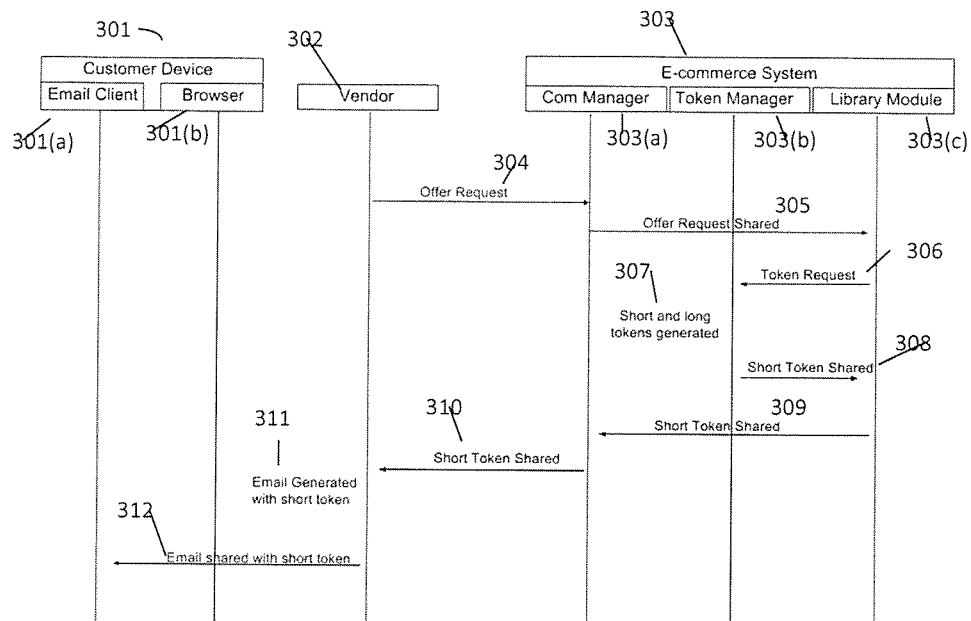 301
302
303
Customer Device
Email Client
Browser
Vendor
E-commerce System
Com Manager
Token Manager
Library Module
301(a)
301(b)
303(a)
303(b)
303(c)
304
Offer Request
305
Offer Request Shared
306
Token Request
307
Short and long
tokens generated
308
Short Token Shared
309
Short Token Shared
310
Short Token Shared
311
Email Generated
with short token
312
Email shared with short token